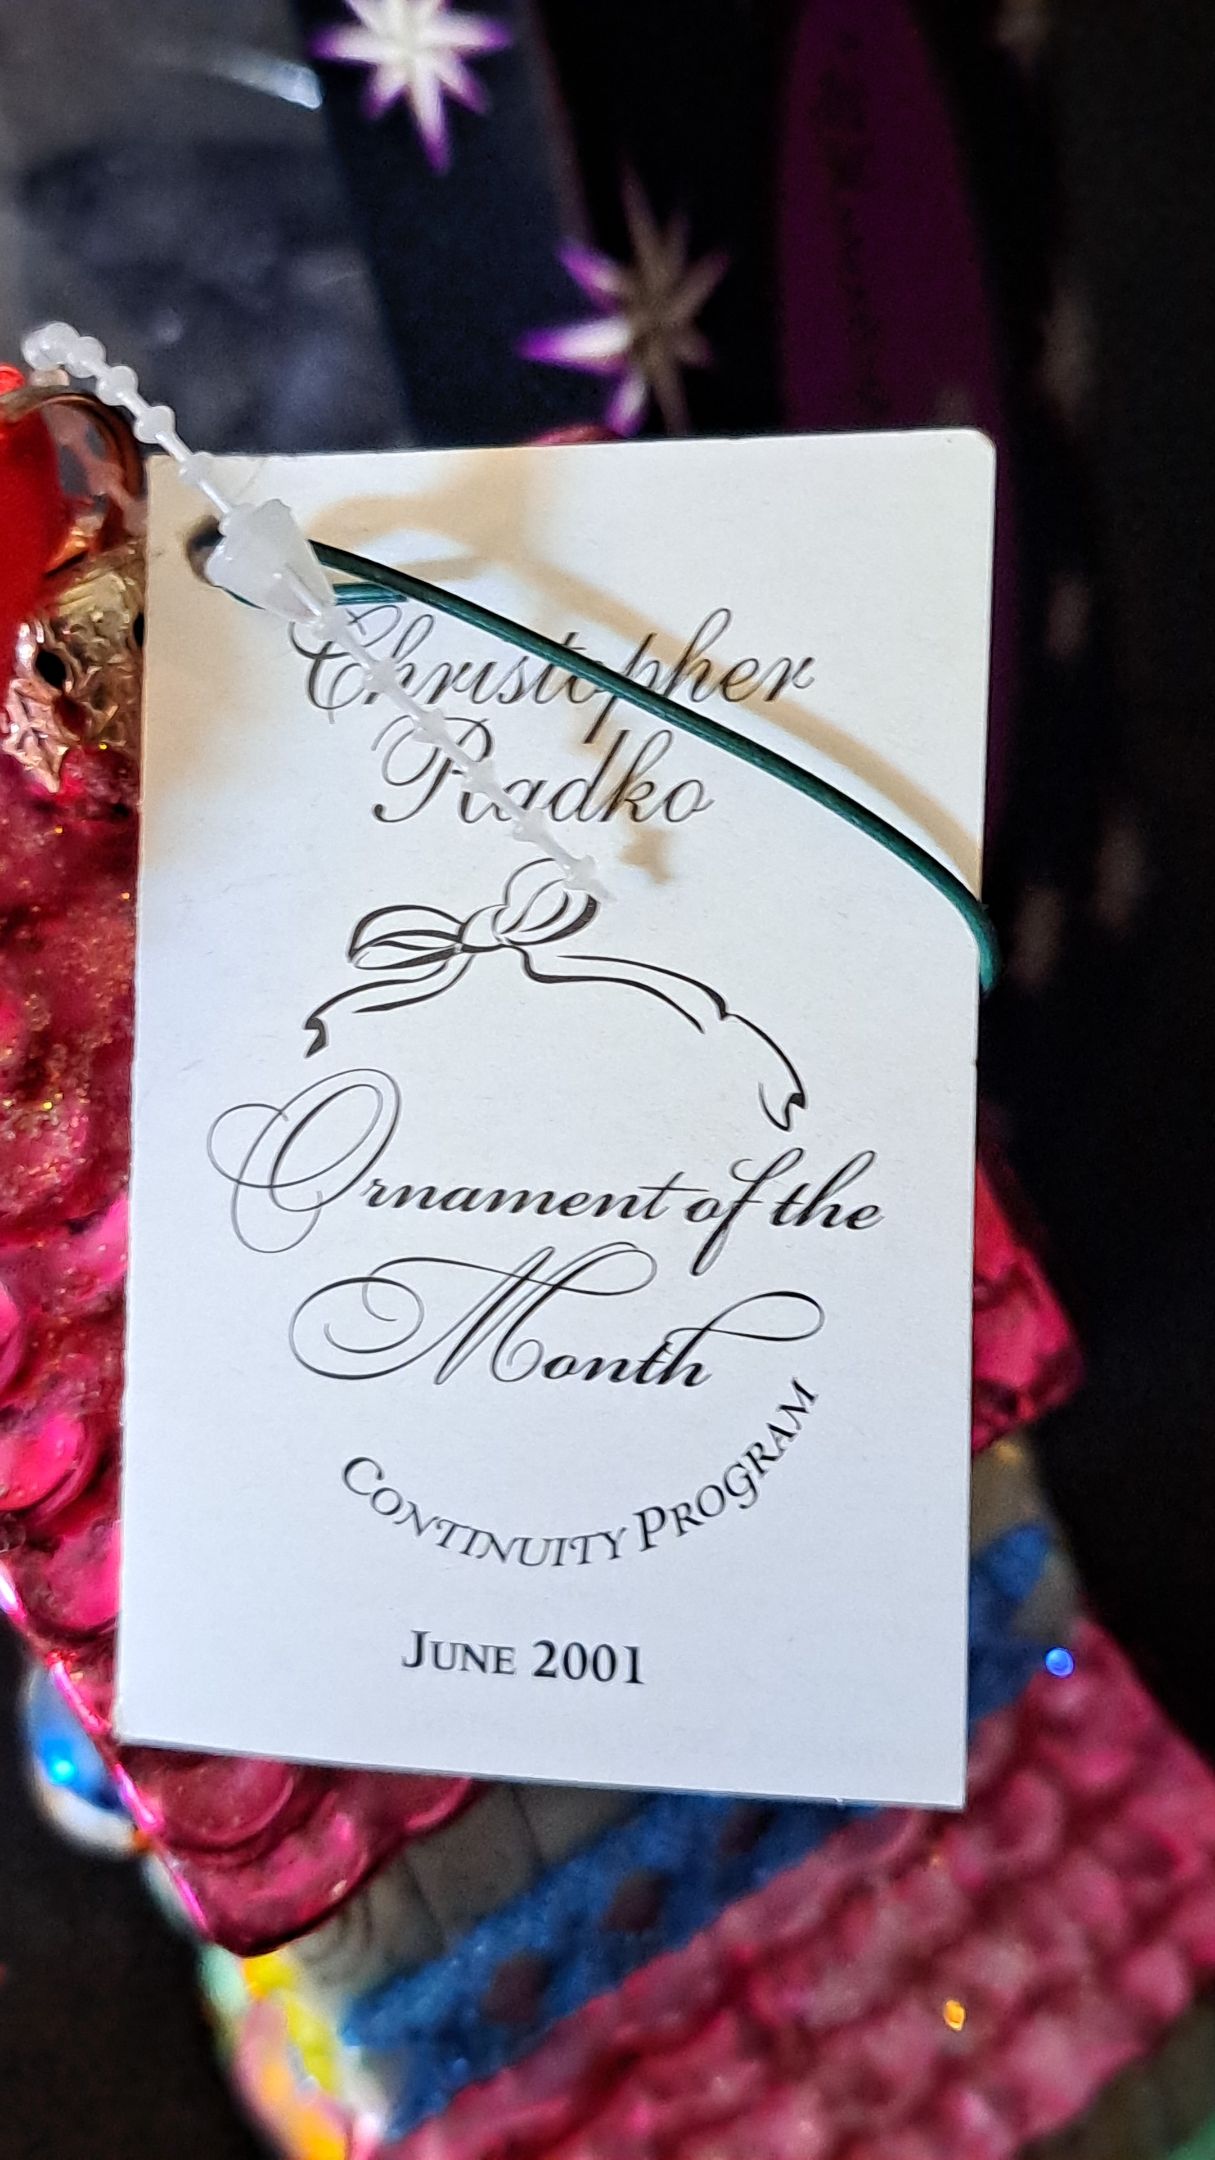 Christopher
Radko
Ornament of the
Month
CONTINUITY PROGRAM
JUNE 2001